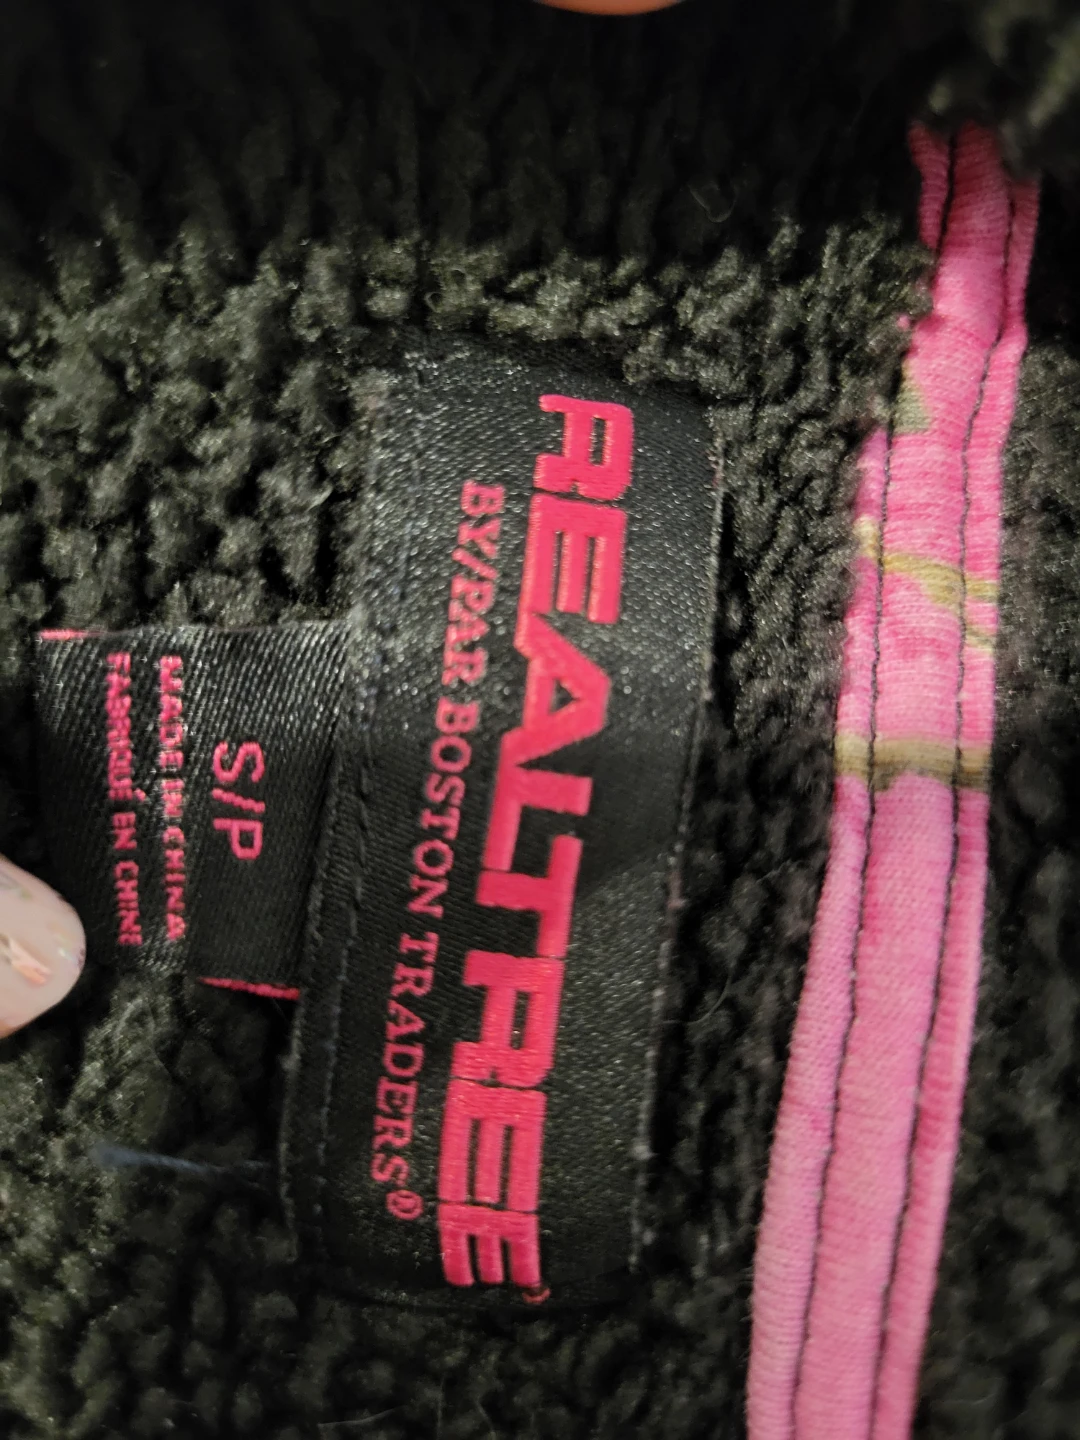 REALTREE
BY/PAR BOSTON TRADERS®
S/P
MADE IN CHINA
FABRIQUÉ EN CHINE